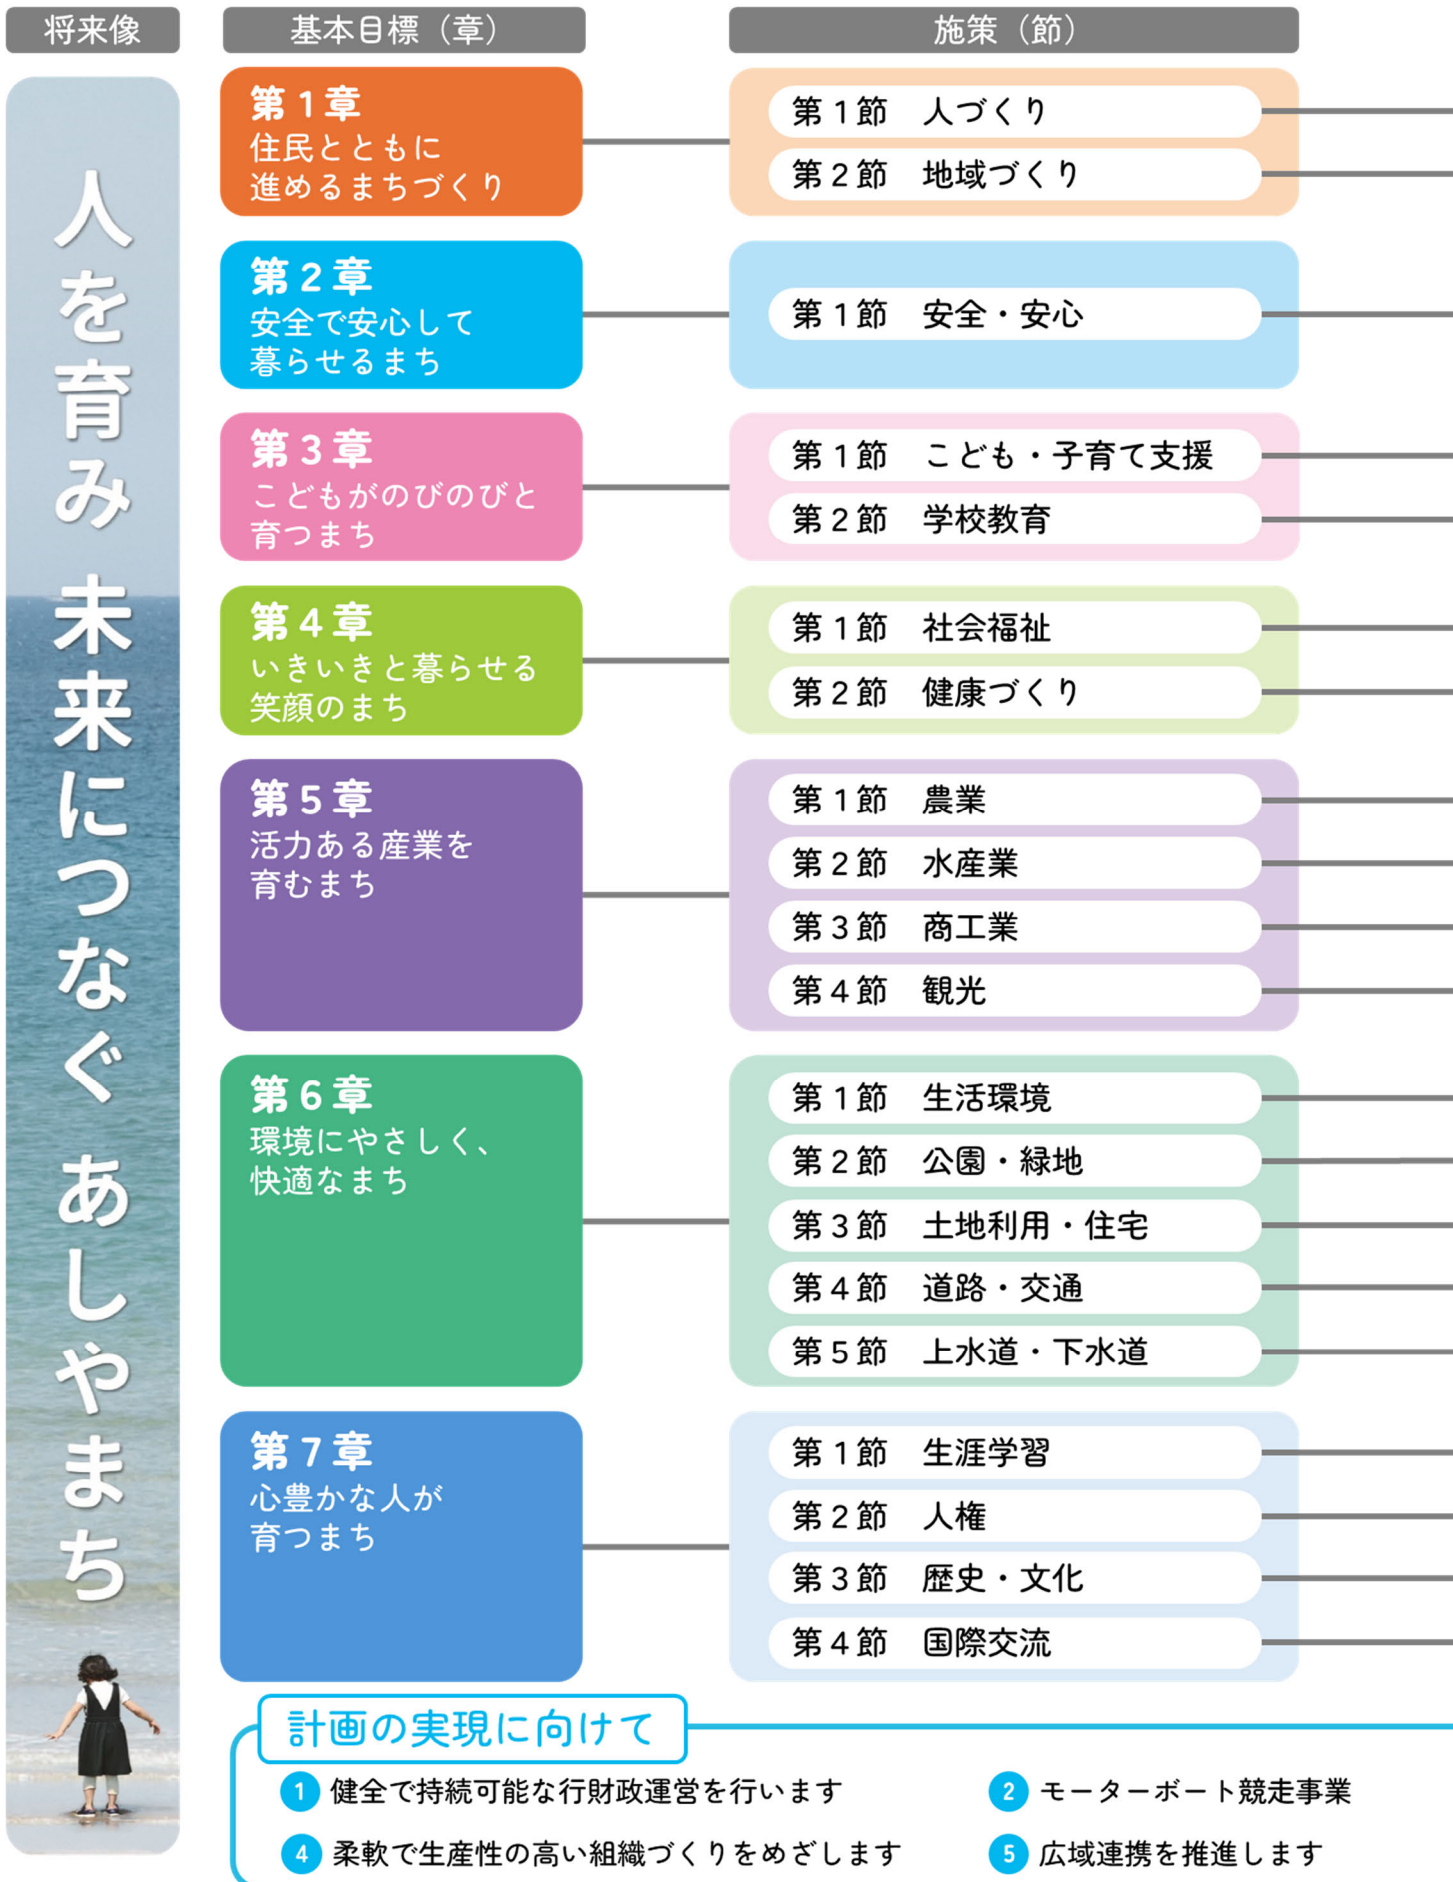 将来像
基本目標（章）
施策（節）
人を育み 未来につなぐ あしやまち
第1章
住民とともに
進めるまちづくり
第1節 人づくり
第2節 地域づくり
第2章
安全で安心して
暮らせるまち
第1節 安全・安心
第3章
こどもがのびのびと
育つまち
第1節 こども・子育て支援
第2節 学校教育
第4章
いきいきと暮らせる
笑顔のまち
第1節 社会福祉
第2節 健康づくり
第5章
活力ある産業を
育むまち
第1節 農業
第2節 水産業
第3節 商工業
第4節 観光
第6章
環境にやさしく、
快適なまち
第1節 生活環境
第2節 公園・緑地
第3節 土地利用・住宅
第4節 道路・交通
第5節 上水道・下水道
第7章
心豊かな人が
育つまち
第1節 生涯学習
第2節 人権
第3節 歴史・文化
第4節 国際交流
計画の実現に向けて
1 健全で持続可能な行財政運営を行います
2 モーターボート競走事業
4 柔軟で生産性の高い組織づくりをめざします
5 広域連携を推進します